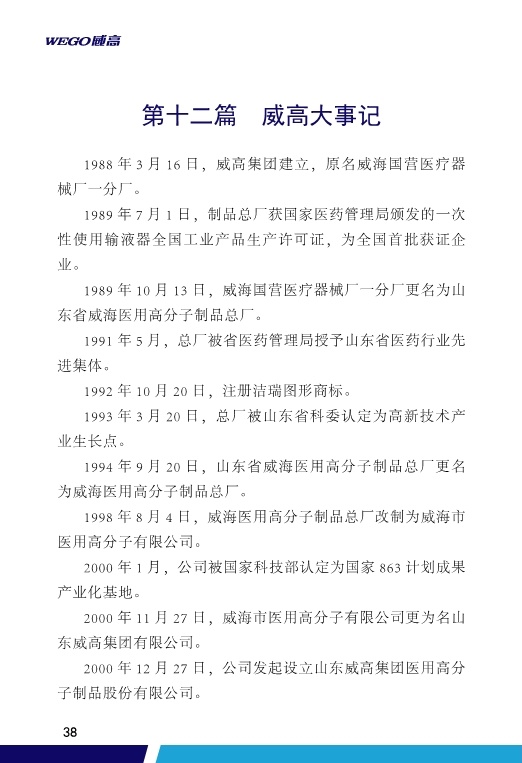 WEGO威高
第十二篇　威高大事记
1988 年 3 月 16 日，威高集团建立，原名威海国营医疗器
械厂一分厂。
1989 年 7 月 1 日，制品总厂获国家医药管理局颁发的一次
性使用输液器全国工业产品生产许可证，为全国首批获证企
业。
1989 年 10 月 13 日，威海国营医疗器械厂一分厂更名为山
东省威海医用高分子制品总厂。
1991 年 5 月，总厂被省医药管理局授予山东省医药行业先
进集体。
1992 年 10 月 20 日，注册洁瑞图形商标。
1993 年 3 月 20 日，总厂被山东省科委认定为高新技术产
业生长点。
1994 年 9 月 20 日，山东省威海医用高分子制品总厂更名
为威海医用高分子制品总厂。
1998 年 8 月 4 日，威海医用高分子制品总厂改制为威海市
医用高分子有限公司。
2000 年 1 月，公司被国家科技部认定为国家 863 计划成果
产业化基地。
2000 年 11 月 27 日，威海市医用高分子有限公司更为名山
东威高集团有限公司。
2000 年 12 月 27 日，公司发起设立山东威高集团医用高分
子制品股份有限公司。
38